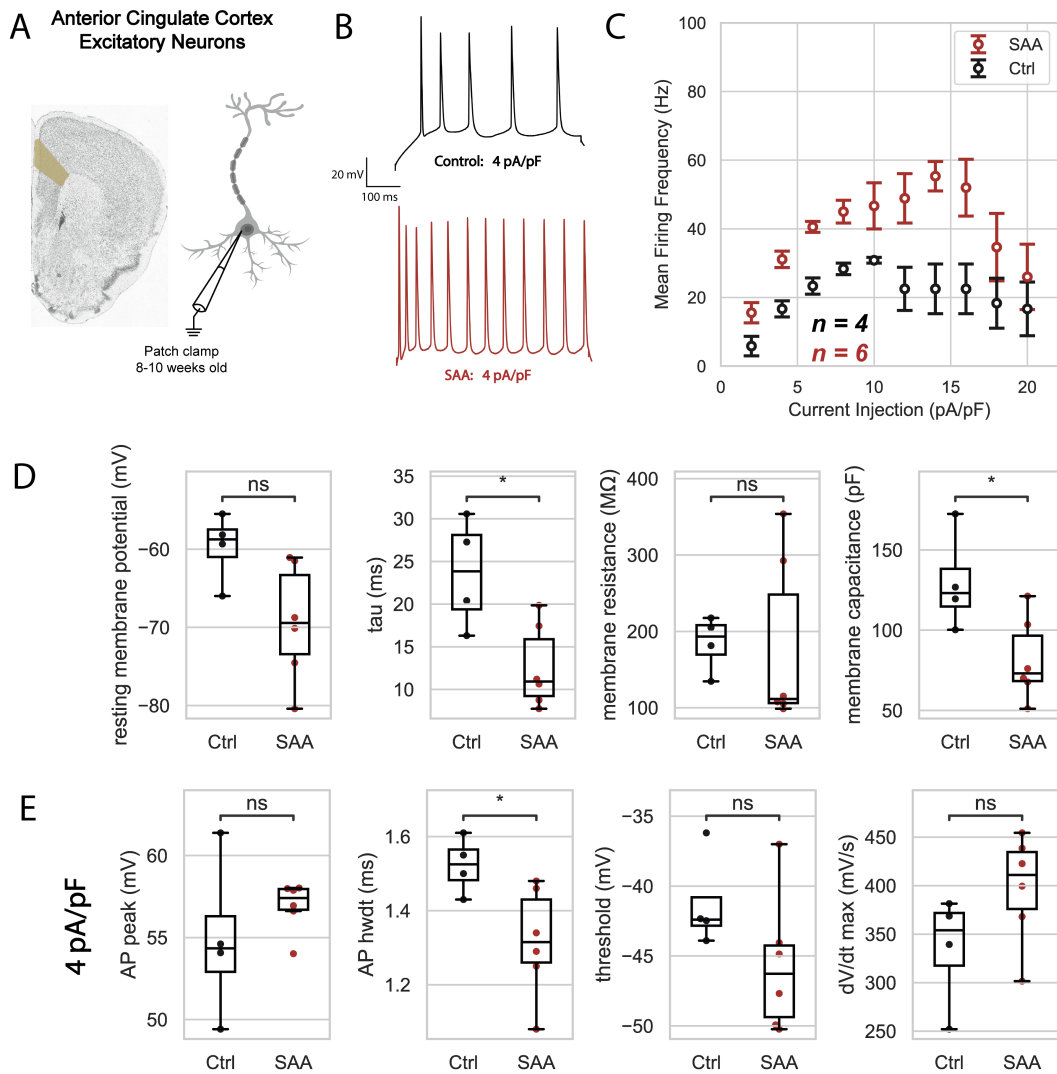 A
Anterior Cingulate Cortex
Excitatory Neurons
Patch clamp
8-10 weeks old
B
Control: 4 pA/pF
20 mV
100 ms
SAA: 4 pA/pF
C
Mean Firing Frequency (Hz)
100
80
60
40
20
0
SAA
Ctrl
n = 4
n = 6
0 5 10 15 20
Current Injection (pA/pF)
D
resting membrane potential (mV)
−60
−70
−80
ns
Ctrl SAA
tau (ms)
35
30
25
20
15
10
*
Ctrl SAA
membrane resistance (MΩ)
400
300
200
100
ns
Ctrl SAA
membrane capacitance (pF)
150
100
50
*
Ctrl SAA
E
4 pA/pF
AP peak (mV)
60
55
50
ns
Ctrl SAA
AP hwdt (ms)
1.6
1.4
1.2
*
Ctrl SAA
threshold (mV)
−35
−40
−45
−50
ns
Ctrl SAA
dV/dt max (mV/s)
450
400
350
300
250
ns
Ctrl SAA